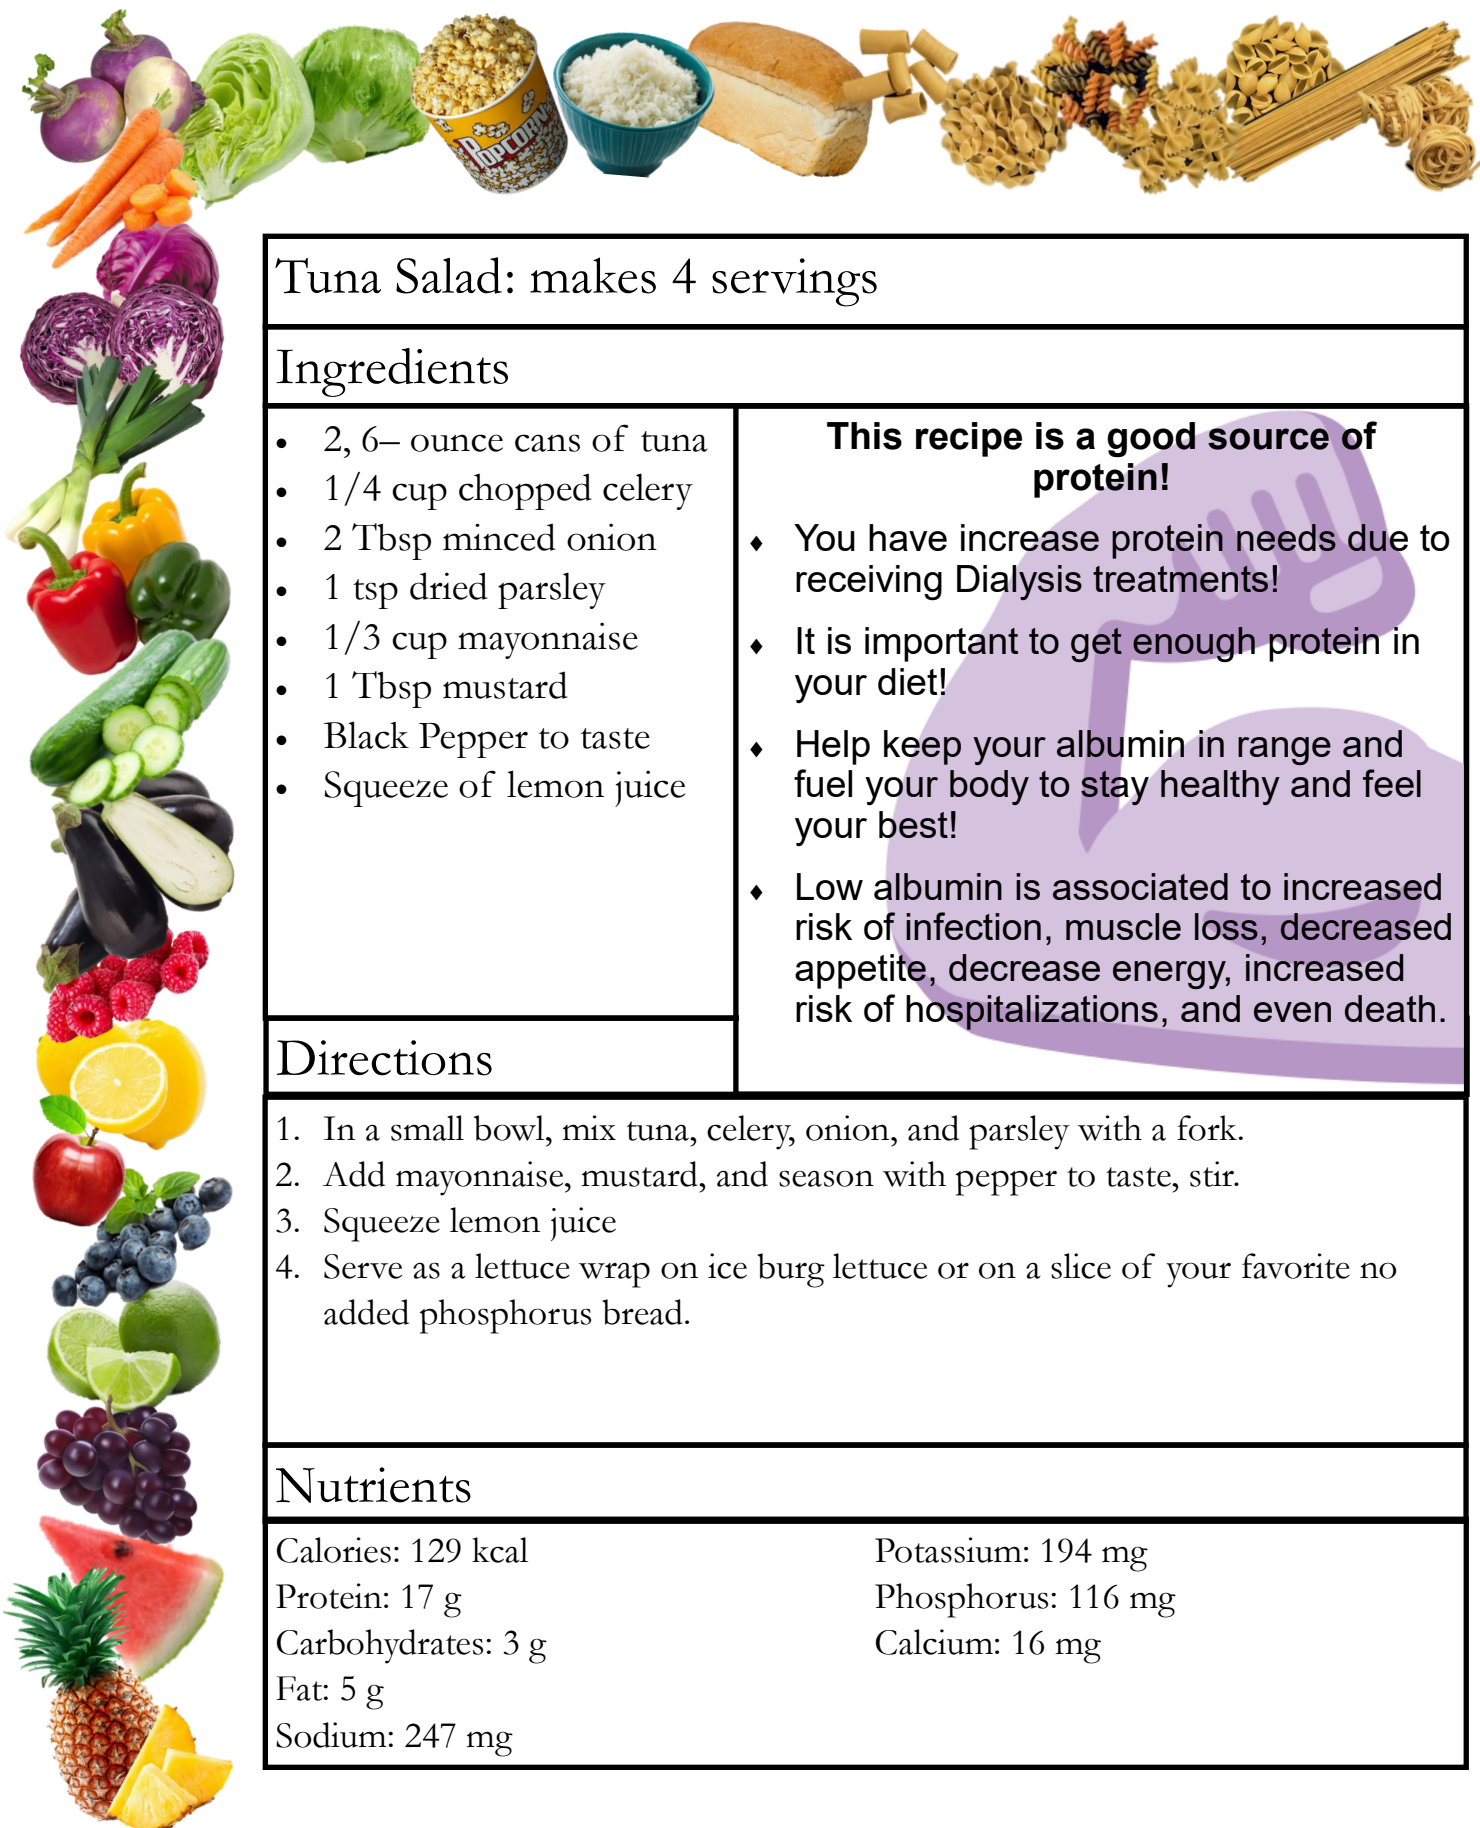 POPCORN
Tuna Salad: makes 4 servings
Ingredients
• 2, 6– ounce cans of tuna
• 1/4 cup chopped celery
• 2 Tbsp minced onion
• 1 tsp dried parsley
• 1/3 cup mayonnaise
• 1 Tbsp mustard
• Black Pepper to taste
• Squeeze of lemon juice
This recipe is a good source of
protein!
♦ You have increase protein needs due to
receiving Dialysis treatments!
♦ It is important to get enough protein in
your diet!
♦ Help keep your albumin in range and
fuel your body to stay healthy and feel
your best!
♦ Low albumin is associated to increased
risk of infection, muscle loss, decreased
appetite, decrease energy, increased
risk of hospitalizations, and even death.
Directions
1. In a small bowl, mix tuna, celery, onion, and parsley with a fork.
2. Add mayonnaise, mustard, and season with pepper to taste, stir.
3. Squeeze lemon juice
4. Serve as a lettuce wrap on ice burg lettuce or on a slice of your favorite no
added phosphorus bread.
Nutrients
Calories: 129 kcal
Protein: 17 g
Carbohydrates: 3 g
Fat: 5 g
Sodium: 247 mg
Potassium: 194 mg
Phosphorus: 116 mg
Calcium: 16 mg